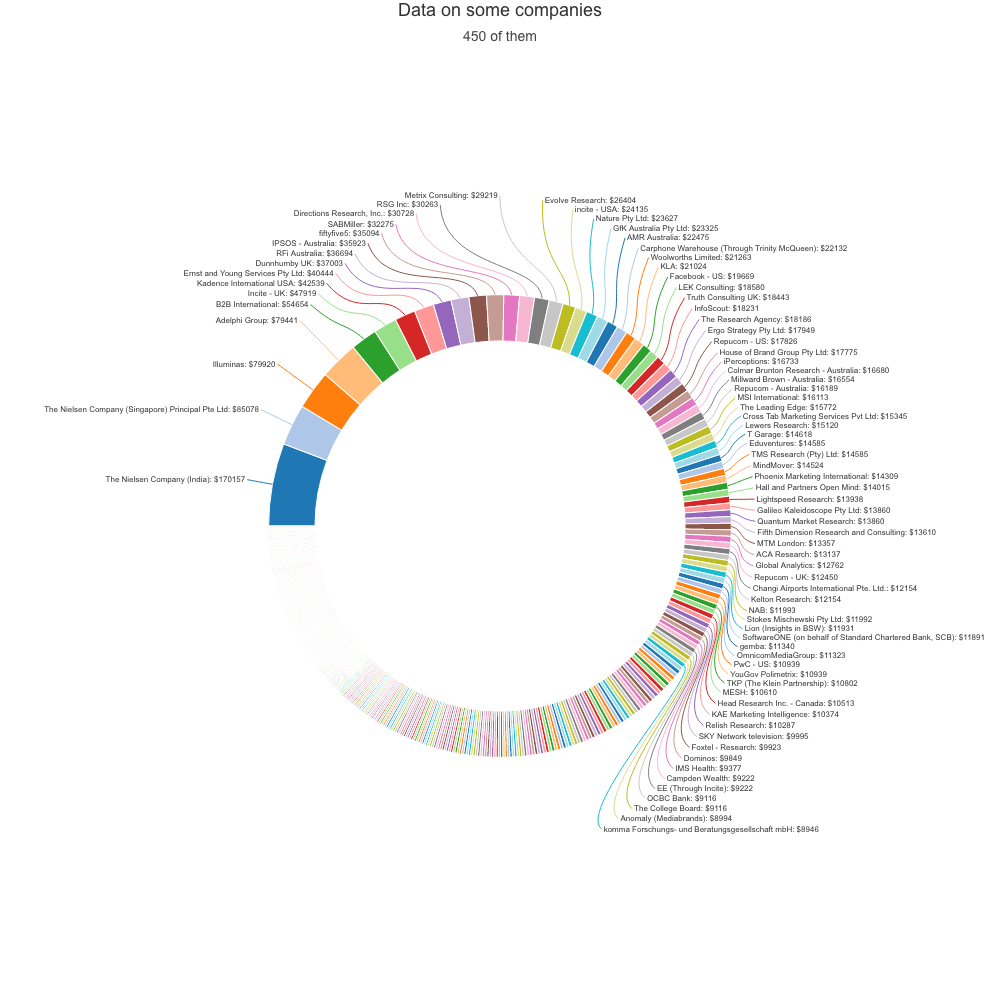 Data on some companies
450 of them
Metrix Consulting: $29219
RSG Inc: $30263
Directions Research, Inc.: $30728
SABMiller: $32275
fiftyfive5: $35094
IPSOS - Australia: $35923
RFi Australia: $36694
Dunnhumby UK: $37003
Ernst and Young Services Pty Ltd: $40444
Kadence International USA: $42539
Incite - UK: $47919
B2B International: $54654
Adelphi Group: $79441
Illuminas: $79920
The Nielsen Company (Singapore) Principal Pte Ltd: $85078
The Nielsen Company (India): $170157
Evolve Research: $26404
incite - USA: $24135
Nature Pty Ltd: $23627
GfK Australia Pty Ltd: $23325
AMR Australia: $22475
Carphone Warehouse (Through Trinity McQueen): $22132
Woolworths Limited: $21263
KLA: $21024
Facebook - US: $19669
LEK Consulting: $18580
Truth Consulting UK: $18443
InfoScout: $18231
The Research Agency: $18186
Ergo Strategy Pty Ltd: $17949
Repucom - US: $17826
House of Brand Group Pty Ltd: $17775
iPerceptions: $16733
Colmar Brunton Research - Australia: $16680
Millward Brown - Australia: $16554
Repucom - Australia: $16189
MSI International: $16113
The Leading Edge: $15772
Cross Tab Marketing Services Pvt Ltd: $15345
Lewers Research: $15120
T Garage: $14618
Eduventures: $14585
TMS Research (Pty) Ltd: $14585
MindMover: $14524
Phoenix Marketing International: $14309
Hall and Partners Open Mind: $14015
Lightspeed Research: $13938
Galileo Kaleidoscope Pty Ltd: $13860
Quantum Market Research: $13860
Fifth Dimension Research and Consulting: $13610
MTM London: $13357
ACA Research: $13137
Global Analytics: $12762
Repucom - UK: $12450
Changi Airports International Pte. Ltd.: $12154
Kelton Research: $12154
NAB: $11993
Stokes Mischewski Pty Ltd: $11992
Lion (Insights in BSW): $11931
SoftwareONE (on behalf of Standard Chartered Bank, SCB): $11891
gemba: $11340
OmnicomMediaGroup: $11323
PwC - US: $10939
YouGov Polimetrix: $10939
TKP (The Klein Partnership): $10802
MESH: $10610
Head Research Inc. - Canada: $10513
KAE Marketing Intelligence: $10374
Relish Research: $10287
SKY Network television: $9995
Foxtel - Research: $9923
Dominos: $9849
IMS Health: $9377
Campden Wealth: $9222
EE (Through Incite): $9222
OCBC Bank: $9116
The College Board: $9116
Anomaly (Mediabrands): $8994
komma Forschungs- und Beratungsgesellschaft mbH: $8946